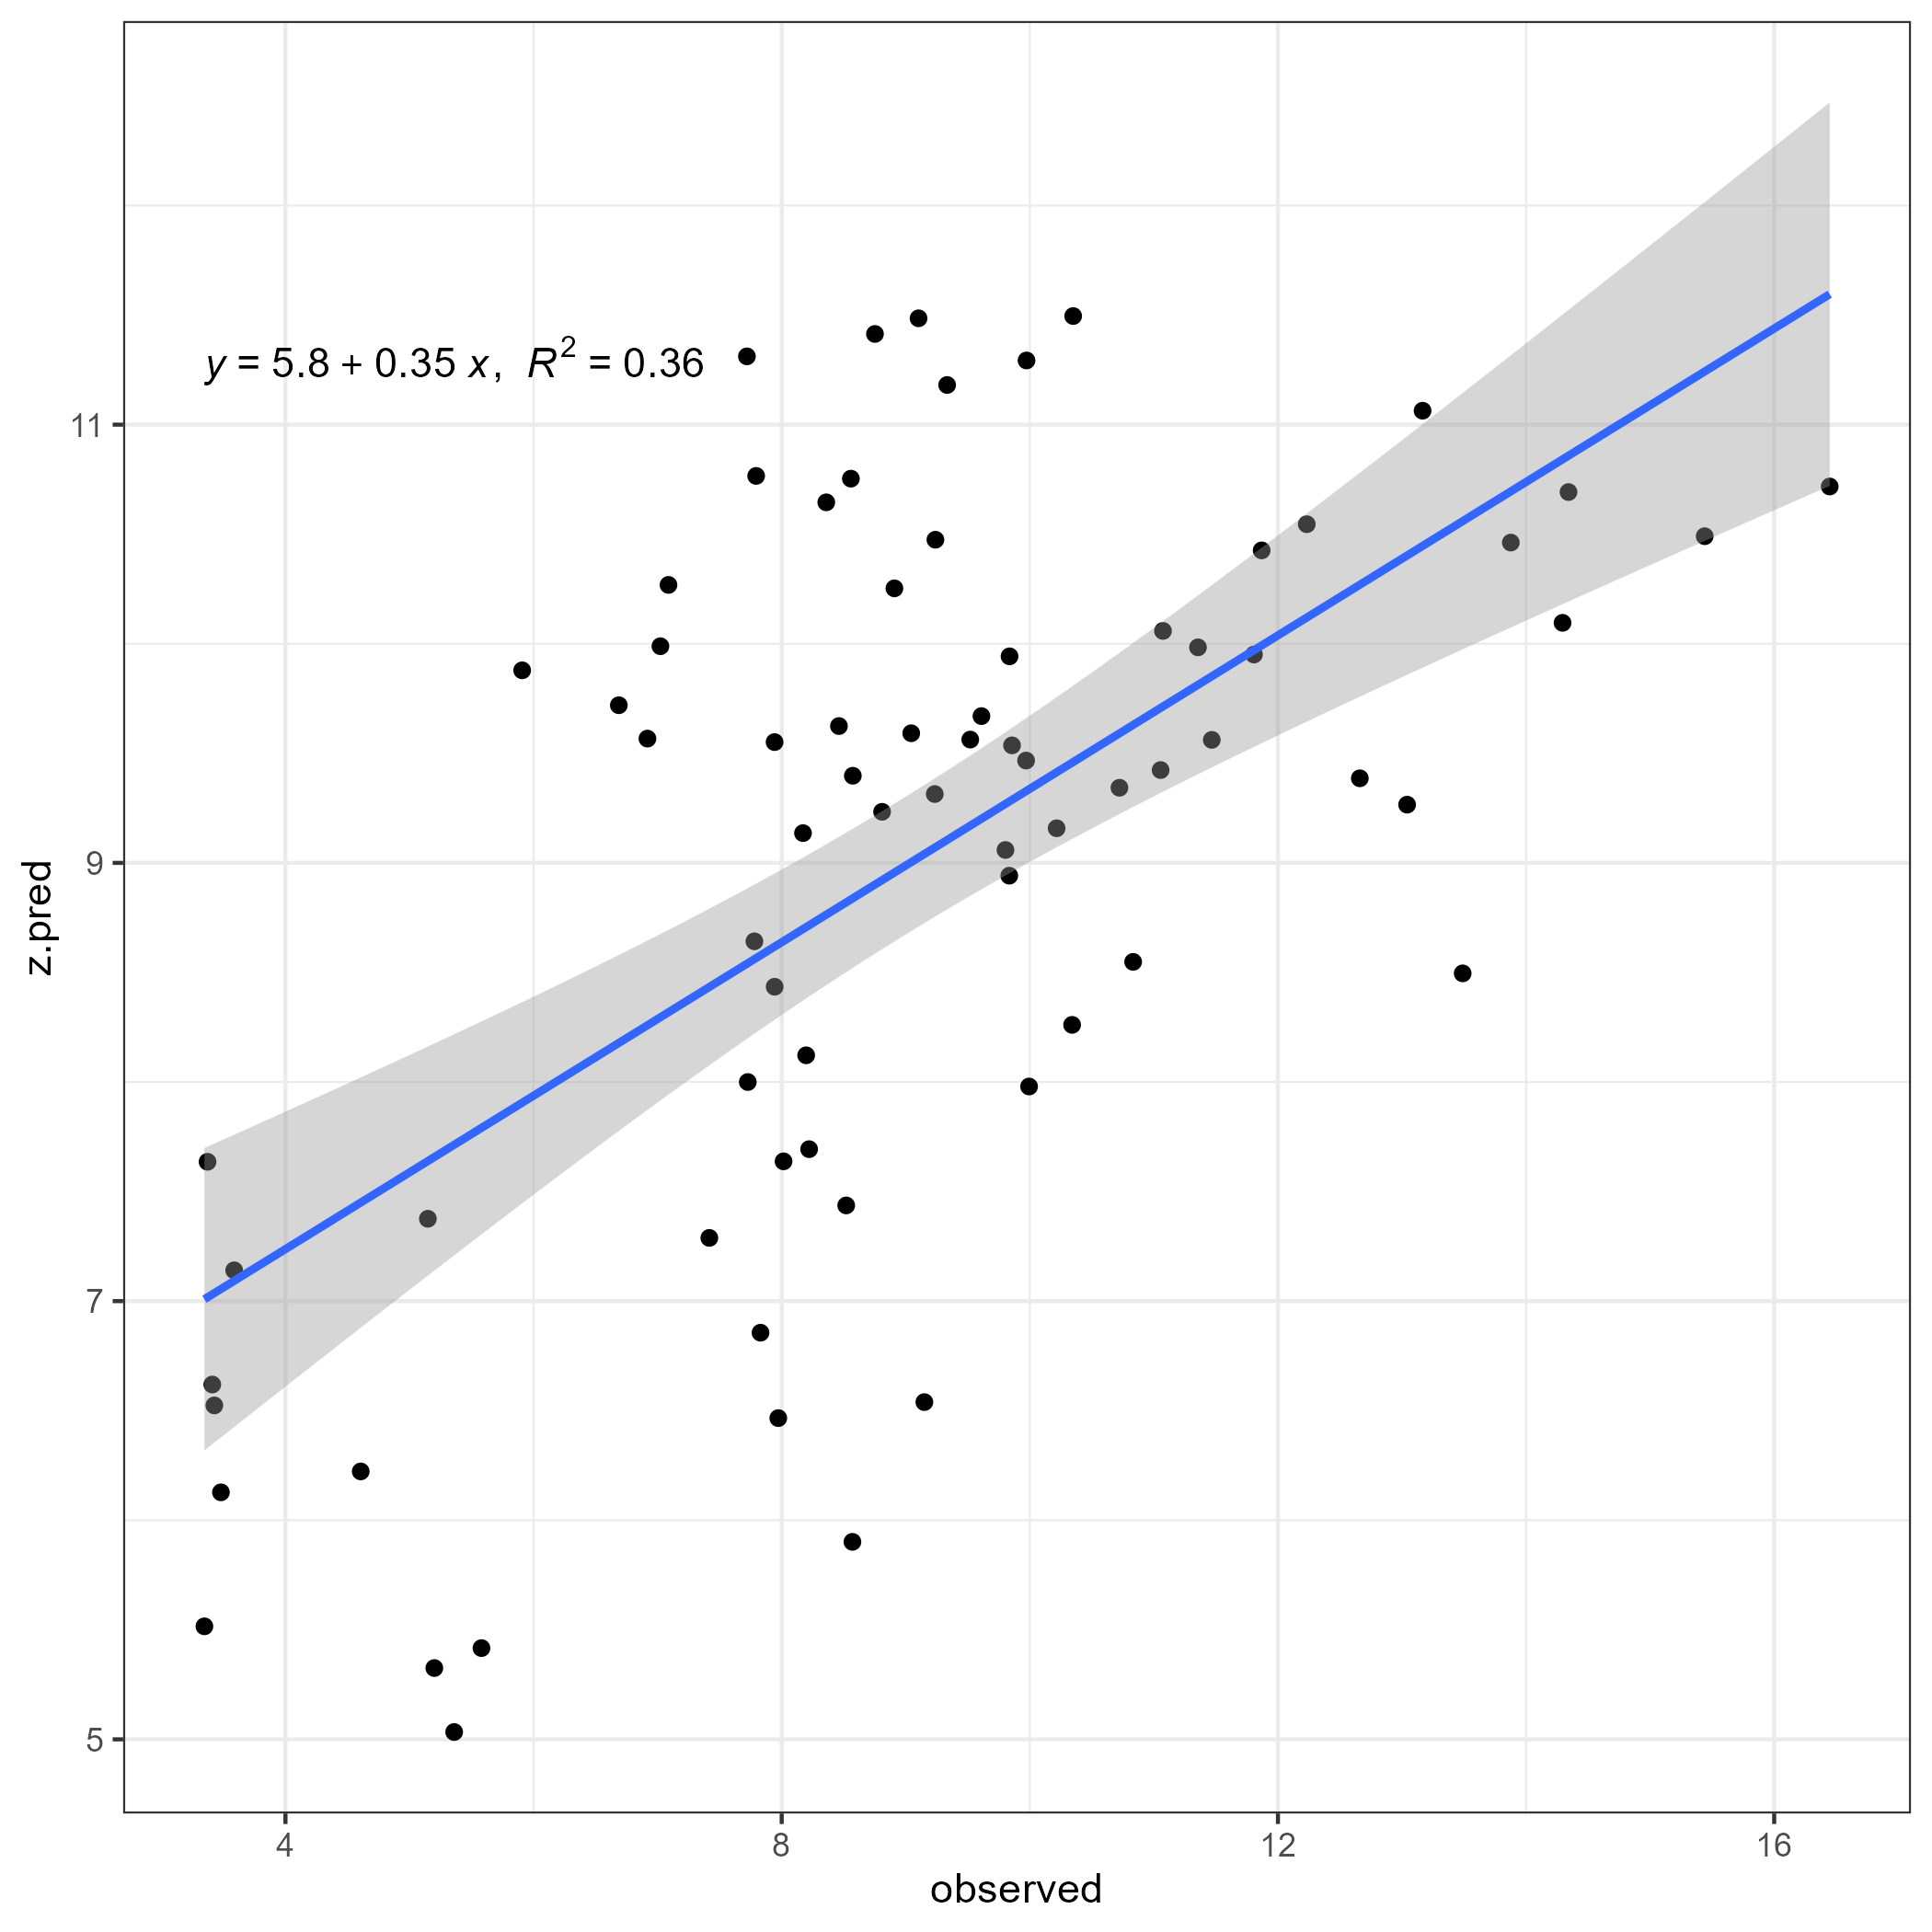 y = 5.8 + 0.35 x, R² = 0.36
11
9
7
5
z.pred
4 8 12 16
observed